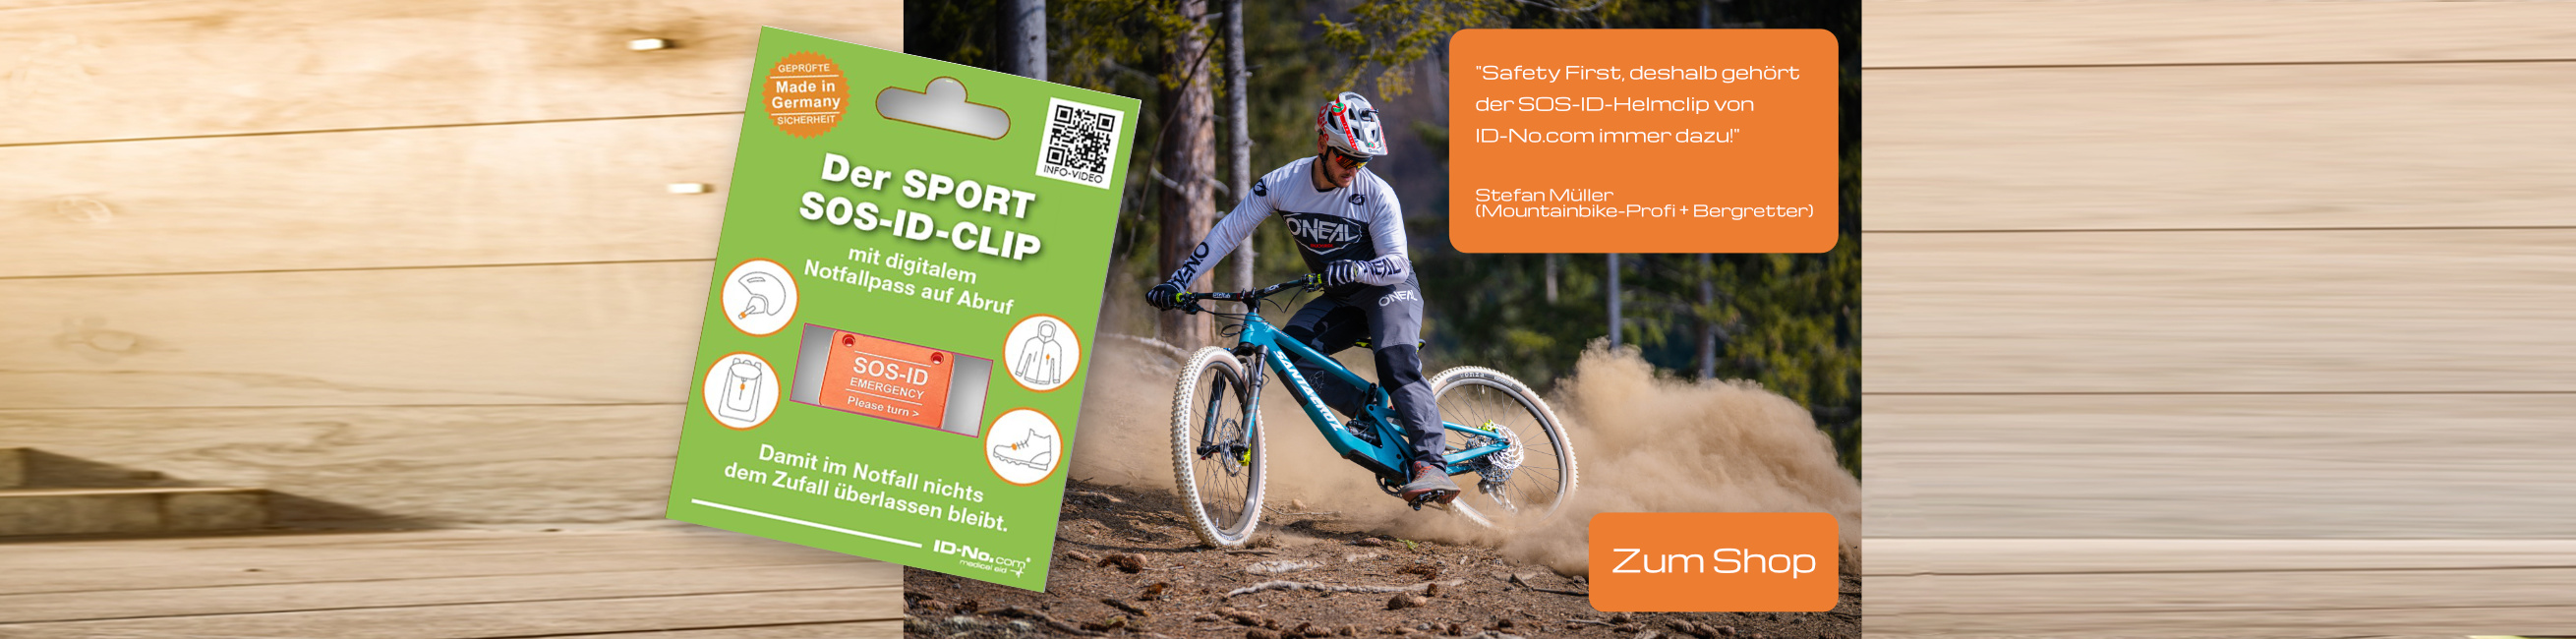 GEPRÜFTE
Made in
Germany
SICHERHEIT
INFO-VIDEO
Der SPORT
SOS-ID-CLIP
mit digitalem
Notfallpass auf Abruf
SOS-ID
EMERGENCY
Please turn >
Damit im Notfall nichts
dem Zufall überlassen bleibt.
ID-No.com®
medical aid
"Safety First, deshalb gehört
der SOS-ID-Helmclip von
ID-No.com immer dazu!"
Stefan Müller
(Mountainbike-Profi + Bergretter)
O'NEAL
O'NEAL
SANTA CRUZ
Zum Shop